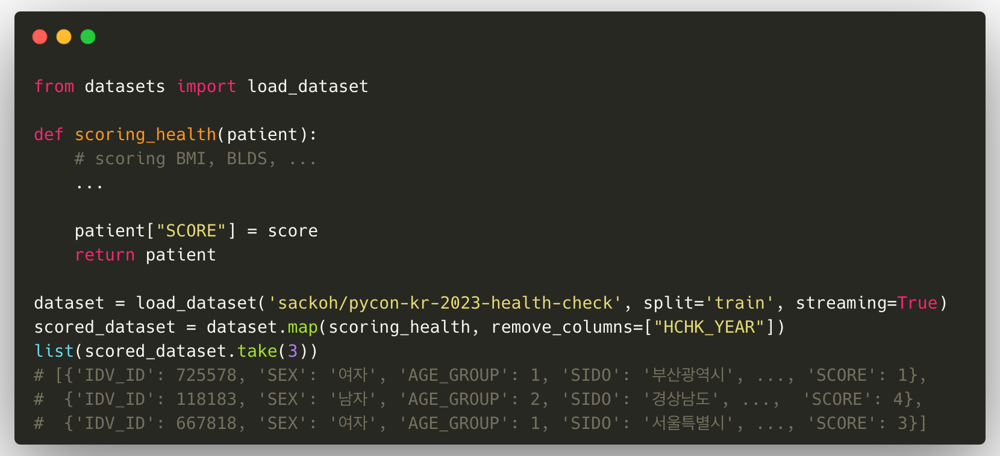 from datasets import load_dataset
def scoring_health(patient):
# scoring BMI, BLDS, ...
...
patient["SCORE"] = score
return patient
dataset = load_dataset('sackoh/pycon-kr-2023-health-check', split='train', streaming=True)
scored_dataset = dataset.map(scoring_health, remove_columns=["HCHK_YEAR"])
list(scored_dataset.take(3))
# [{'IDV_ID': 725578, 'SEX': '여자', 'AGE_GROUP': 1, 'SIDO': '부산광역시', ..., 'SCORE': 1},
#  {'IDV_ID': 118183, 'SEX': '남자', 'AGE_GROUP': 2, 'SIDO': '경상남도', ...,  'SCORE': 4},
#  {'IDV_ID': 667818, 'SEX': '여자', 'AGE_GROUP': 1, 'SIDO': '서울특별시', ..., 'SCORE': 3}]